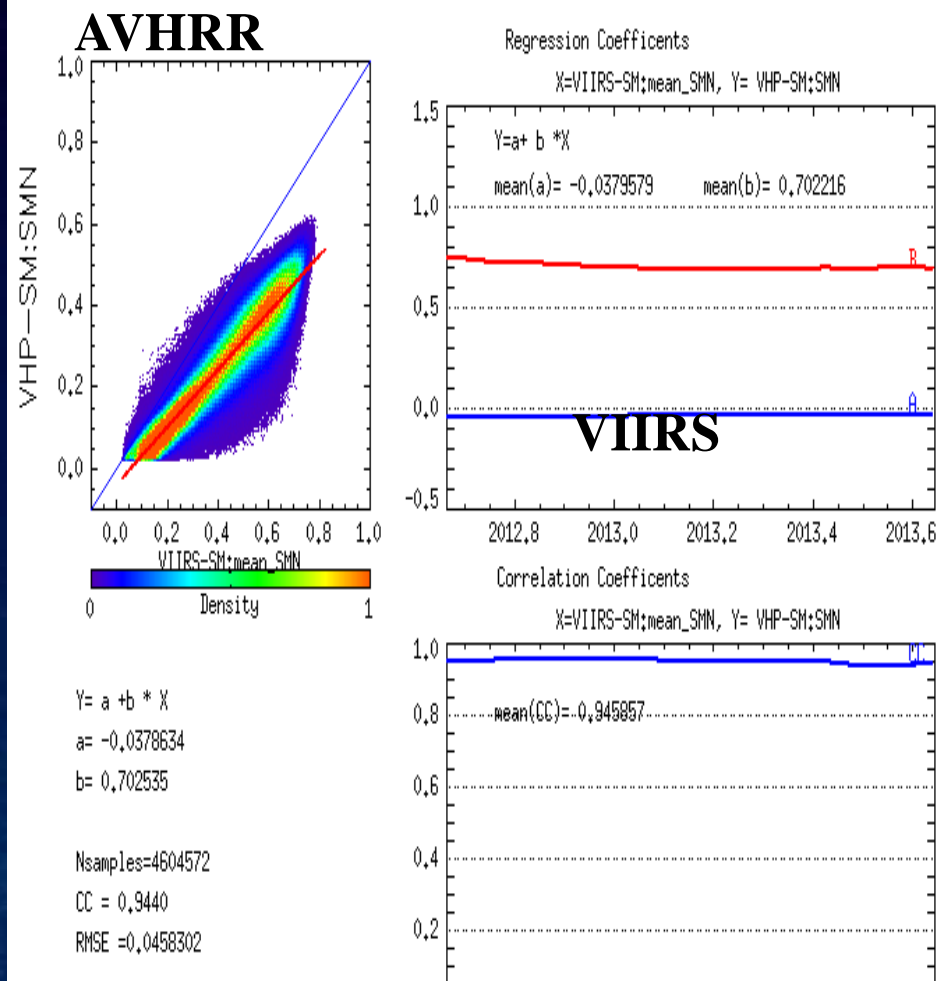 AVHRR
1.0
0.8
0.6
0.4
0.2
0.0
VHP-SM:SMN
0.0 0.2 0.4 0.6 0.8 1.0
VIIRS-SM:mean_SMN
0 Density 1
Y= a +b * X
a= -0.0378634
b= 0.702535
Nsamples=4604572
CC = 0.9440
RMSE =0.0458302
Regression Coefficents
X=VIIRS-SM:mean_SMN, Y= VHP-SM:SMN
1.5
1.0
0.5
0.0
-0.5
Y=a+ b *X
mean(a)= -0.0379579 mean(b)= 0.702216
B
A
VIIRS
2012.8 2013.0 2013.2 2013.4 2013.6
Correlation Coefficents
X=VIIRS-SM:mean_SMN, Y= VHP-SM:SMN
1.0
0.8
0.6
0.4
0.2
mean(CC)= 0.945857